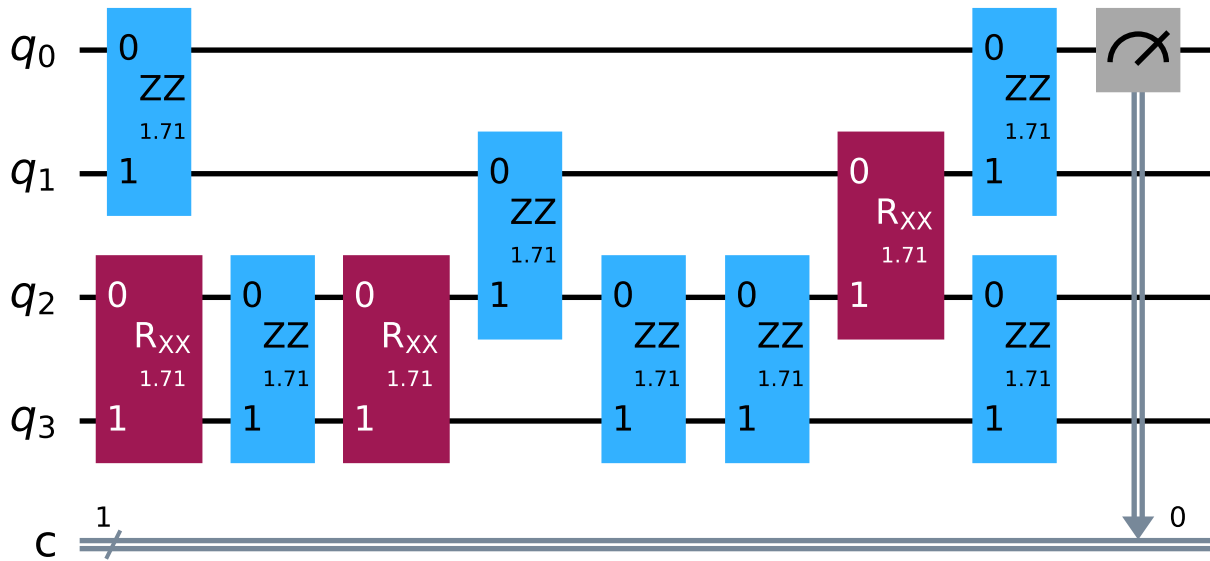 q0 0 ZZ 1.71 1 0 ZZ 1.71 1
q1 0 ZZ 1.71 1 0 RXX 1.71 1
q2 0 RXX 1.71 1 0 ZZ 1.71 1 0 RXX 1.71 1 0 ZZ 1.71 1 0 ZZ 1.71 1 0 ZZ 1.71 1
q3
c 1 0